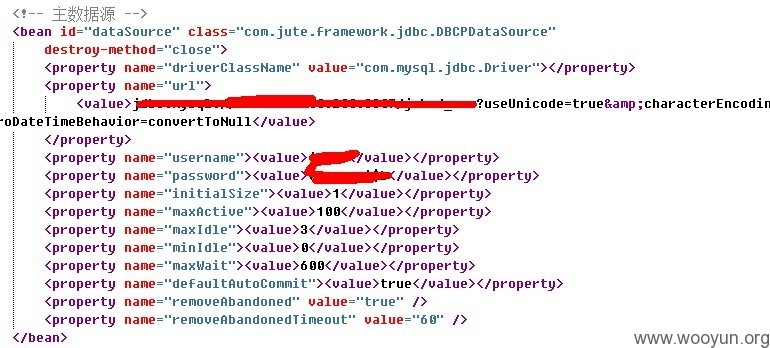 <!-- 主数据源 -->
<bean id="dataSource" class="com.jute.framework.jdbc.DBCPDataSource"
destroy-method="close">
<property name="driverClassName" value="com.mysql.jdbc.Driver"></property>
<property name="url">
<value>?useUnicode=true&amp;characterEncodin
roDateTimeBehavior=convertToNull</value>
</property>
<property name="username"><value></value></property>
<property name="password"><value></value></property>
<property name="initialSize"><value>1</value></property>
<property name="maxActive"><value>100</value></property>
<property name="maxIdle"><value>3</value></property>
<property name="minIdle"><value>0</value></property>
<property name="maxWait"><value>600</value></property>
<property name="defaultAutoCommit"><value>true</value></property>
<property name="removeAbandoned" value="true" />
<property name="removeAbandonedTimeout" value="60" />
</bean>
www.wooyun.org